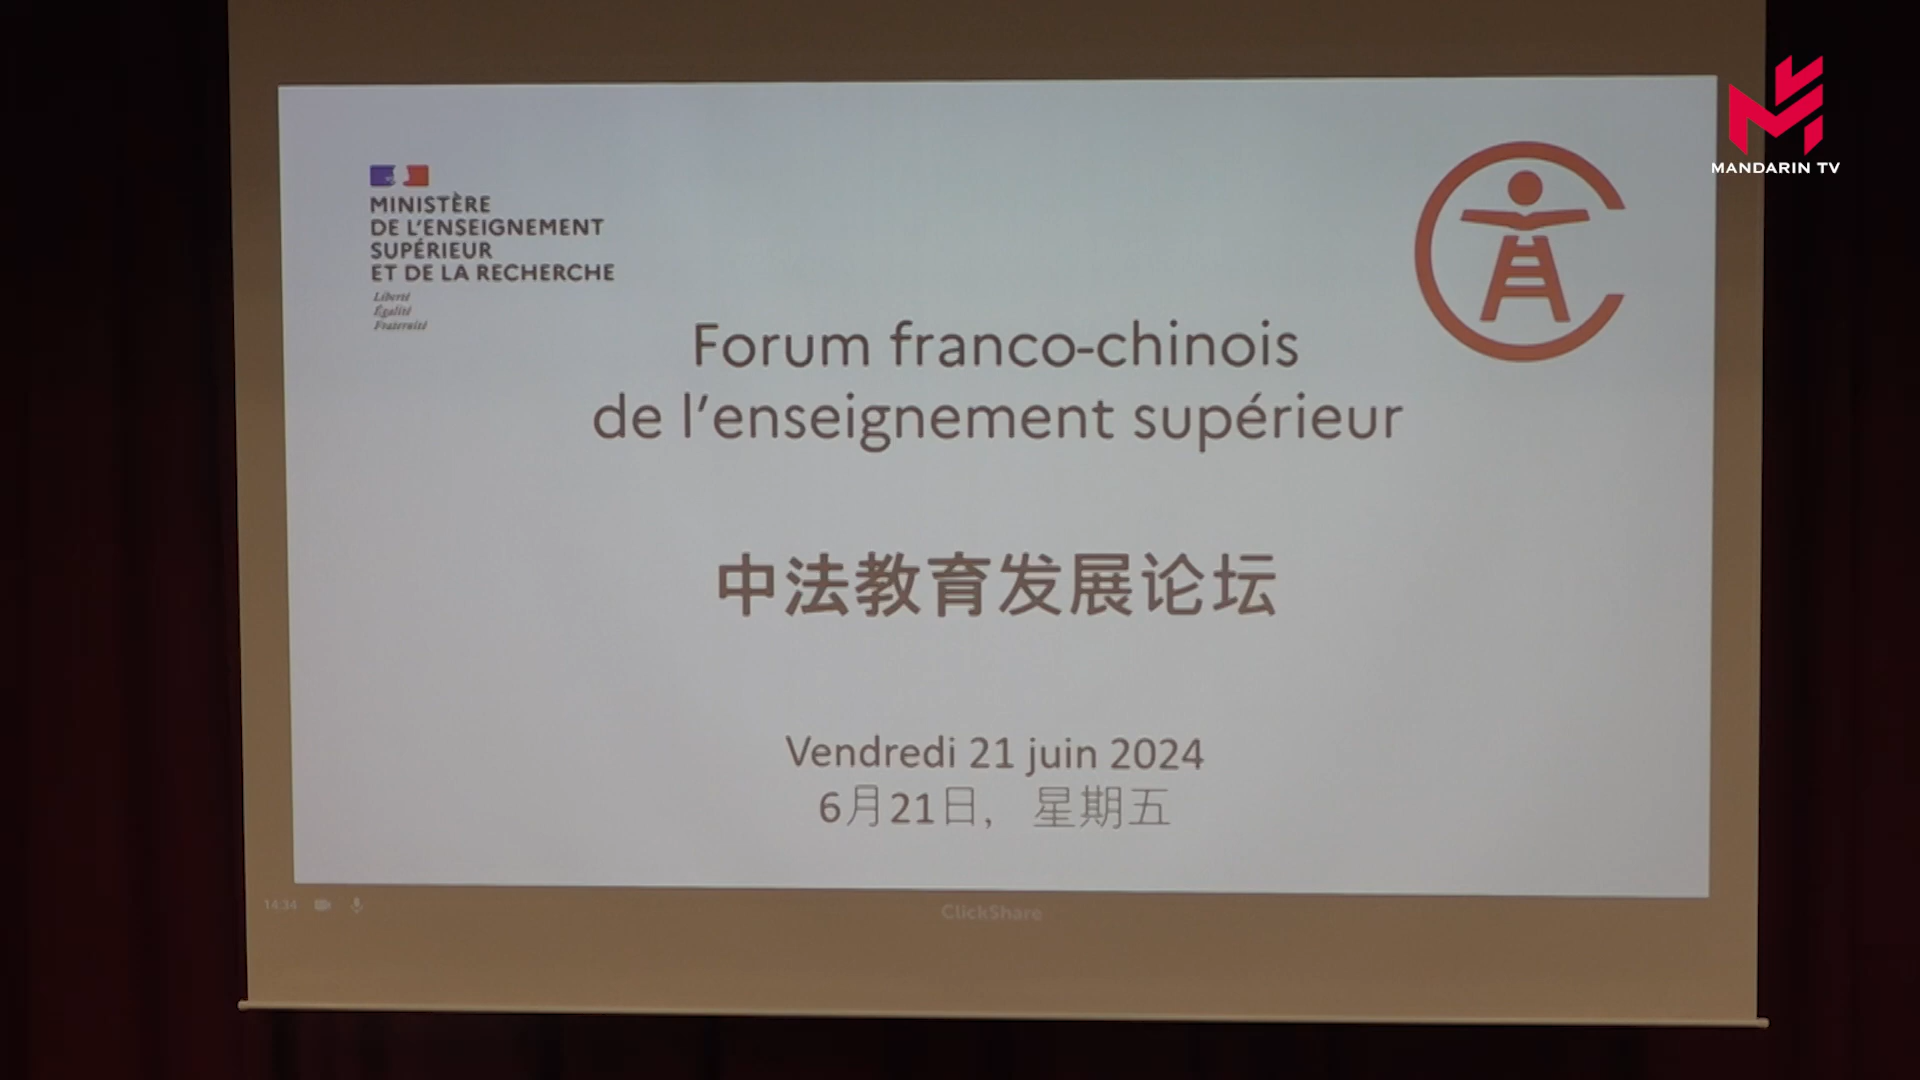 MANDARIN TV
MINISTÈRE
DE L'ENSEIGNEMENT
SUPÉRIEUR
ET DE LA RECHERCHE
Liberté
Égalité
Fraternité
Forum franco-chinois
de l'enseignement supérieur
中法教育发展论坛
Vendredi 21 juin 2024
6月21日， 星期五
14:34
ClickShare